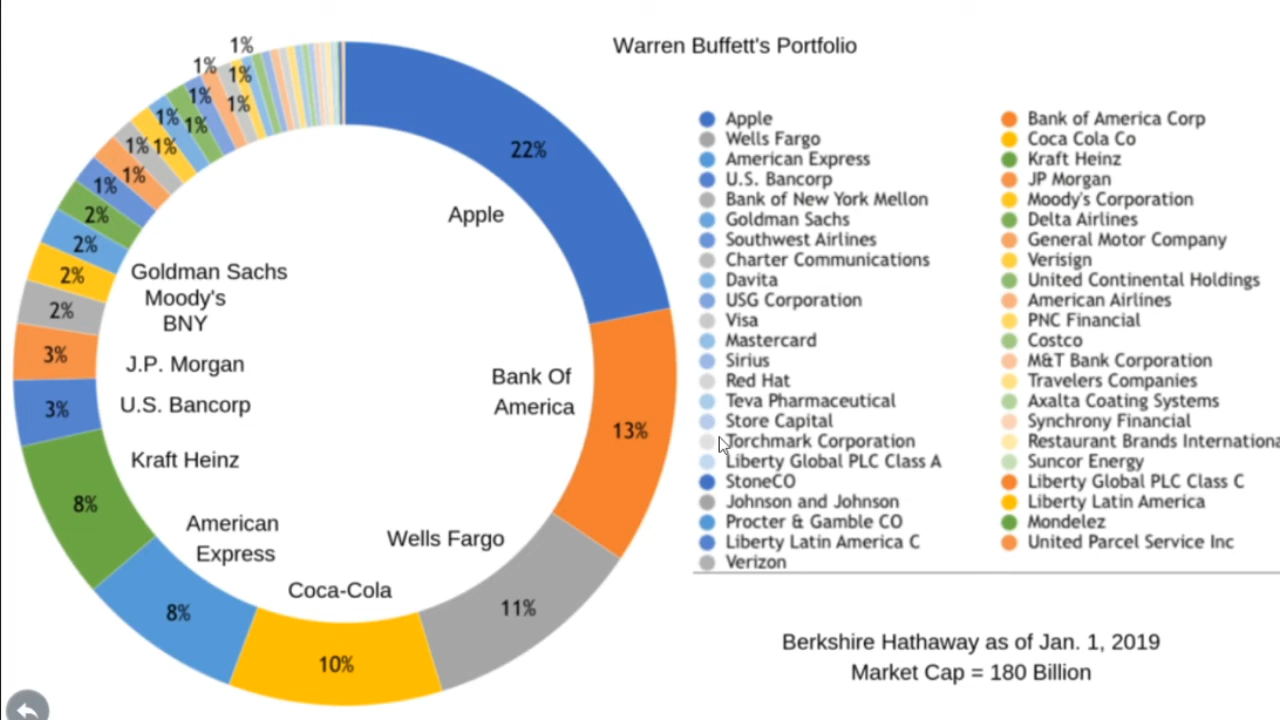 Warren Buffett's Portfolio
1%
1%
1%
1%
1%
1%
1%
1%
1%
1%
1%
1%
2%
2%
2%
2%
3%
3%
8%
8%
10%
11%
13%
22%
Apple
Goldman Sachs
Moody's
BNY
J.P. Morgan
Bank Of
America
U.S. Bancorp
Kraft Heinz
American
Express
Wells Fargo
Coca-Cola
Apple
Bank of America Corp
Wells Fargo
Coca Cola Co
American Express
Kraft Heinz
U.S. Bancorp
JP Morgan
Bank of New York Mellon
Moody's Corporation
Goldman Sachs
Delta Airlines
Southwest Airlines
General Motor Company
Charter Communications
Verisign
Davita
United Continental Holdings
USG Corporation
American Airlines
Visa
PNC Financial
Mastercard
Costco
Sirius
M&T Bank Corporation
Red Hat
Travelers Companies
Teva Pharmaceutical
Axalta Coating Systems
Store Capital
Synchrony Financial
Torchmark Corporation
Restaurant Brands Internationa
Liberty Global PLC Class A
Suncor Energy
StoneCO
Liberty Global PLC Class C
Johnson and Johnson
Liberty Latin America
Procter & Gamble CO
Mondelez
Liberty Latin America C
United Parcel Service Inc
Verizon
Berkshire Hathaway as of Jan. 1, 2019
Market Cap = 180 Billion